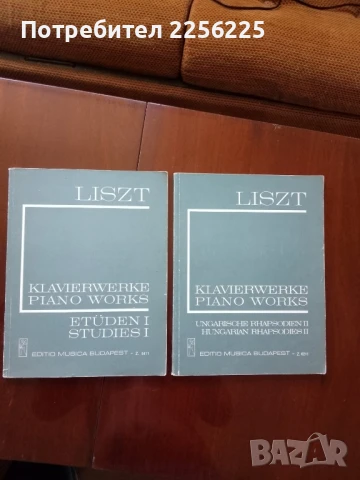 Потребител 2256225
LISZT
KLAVIERWERKE
PIANO WORKS
ETÜDEN I
STUDIES I
EDITIO MUSICA BUDAPEST
LISZT
KLAVIERWERKE
PIANO WORKS
UNGARISCHE RHAPSODIEN II
HUNGARIAN RHAPSODIES II
EDITIO MUSICA BUDAPEST
BAZAR